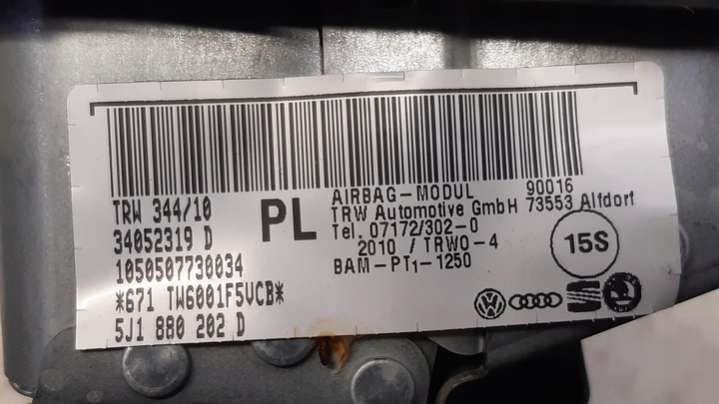 TRW 344/10
34052319 D
1050507730034
*671 TW6001F5VCB*
5J1 880 202 D
PL
AIRBAG-MODUL 90016
TRW Automotive GmbH 73553 Alfdorf
Tel. 07172/302-0
2010 / TRWO-4
BAM-PT1-1250
15S